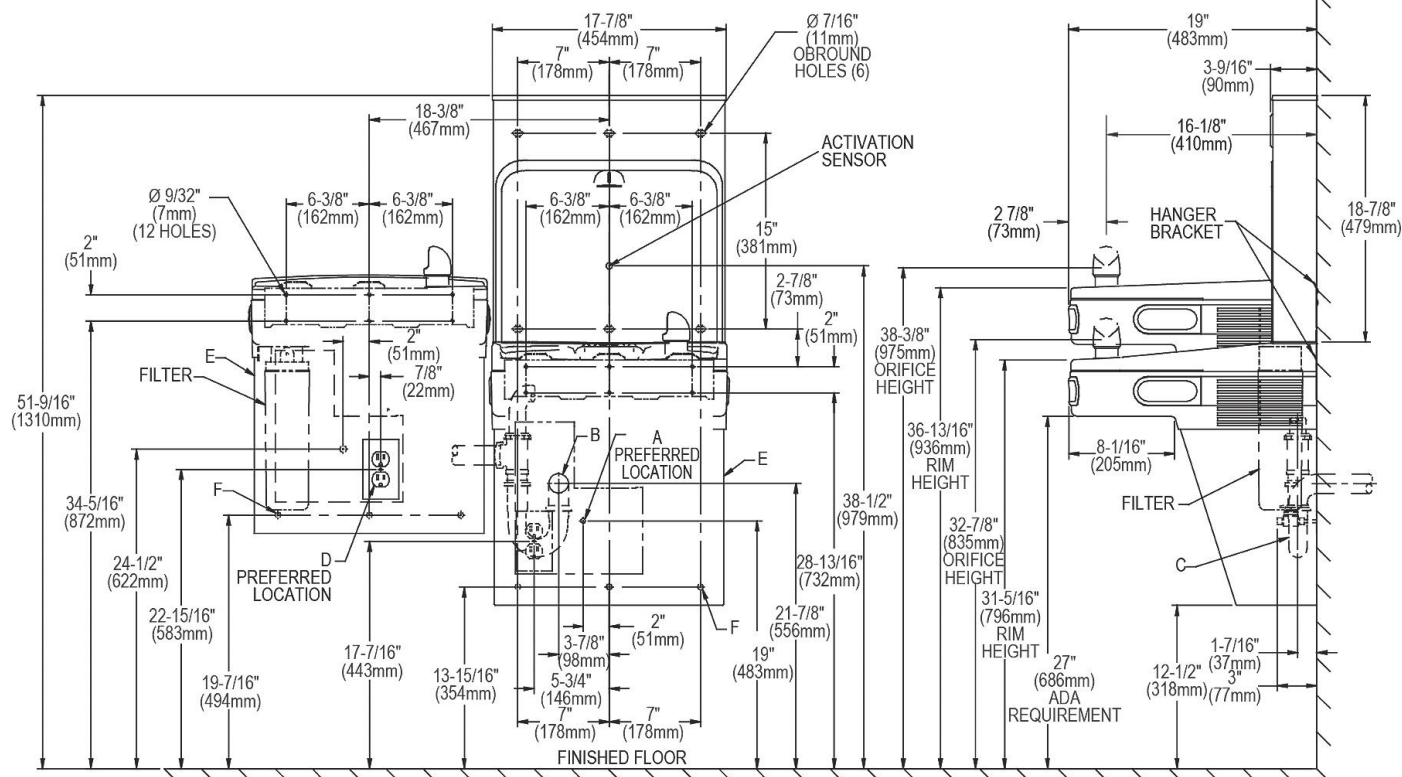 17-7/8"
(454mm)
7"
(178mm)
7"
(178mm)
Ø 7/16"
(11mm)
OBROUND
HOLES (6)
19"
(483mm)
3-9/16"
(90mm)
18-3/8"
(467mm)
16-1/8"
(410mm)
ACTIVATION
SENSOR
Ø 9/32"
(7mm)
(12 HOLES)
6-3/8"
(162mm)
6-3/8"
(162mm)
6-3/8"
(162mm)
6-3/8"
(162mm)
15"
(381mm)
2 7/8"
(73mm)
HANGER
BRACKET
18-7/8"
(479mm)
2"
(51mm)
2-7/8"
(73mm)
2"
(51mm)
2"
(51mm)
7/8"
(22mm)
E
FILTER
38-3/8"
(975mm)
ORIFICE
HEIGHT
51-9/16"
(1310mm)
B
A
PREFERRED
LOCATION
E
36-13/16"
(936mm)
RIM
HEIGHT
8-1/16"
(205mm)
34-5/16"
(872mm)
F
38-1/2"
(979mm)
FILTER
24-1/2"
(622mm)
D
PREFERRED
LOCATION
28-13/16"
(732mm)
32-7/8"
(835mm)
ORIFICE
HEIGHT
C
22-15/16"
(583mm)
21-7/8"
(556mm)
31-5/16"
(796mm)
RIM
HEIGHT
F
17-7/16"
(443mm)
3-7/8"
(98mm)
2"
(51mm)
19"
(483mm)
1-7/16"
(37mm)
3"
(77mm)
19-7/16"
(494mm)
13-15/16"
(354mm)
5-3/4"
(146mm)
27"
(686mm)
ADA
REQUIREMENT
12-1/2"
(318mm)
7"
(178mm)
7"
(178mm)
FINISHED FLOOR